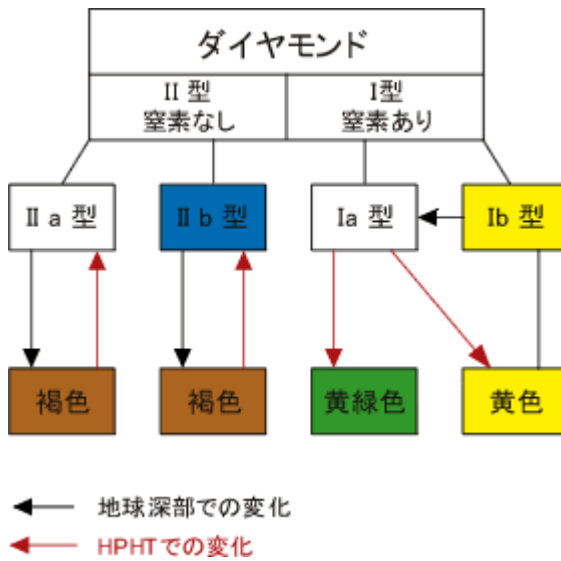 ダイヤモンド
II 型
窒素なし
I型
窒素あり
II a 型
II b 型
Ia 型
Ib 型
褐色
褐色
黄緑色
黄色
地球深部での変化
HPHTでの変化